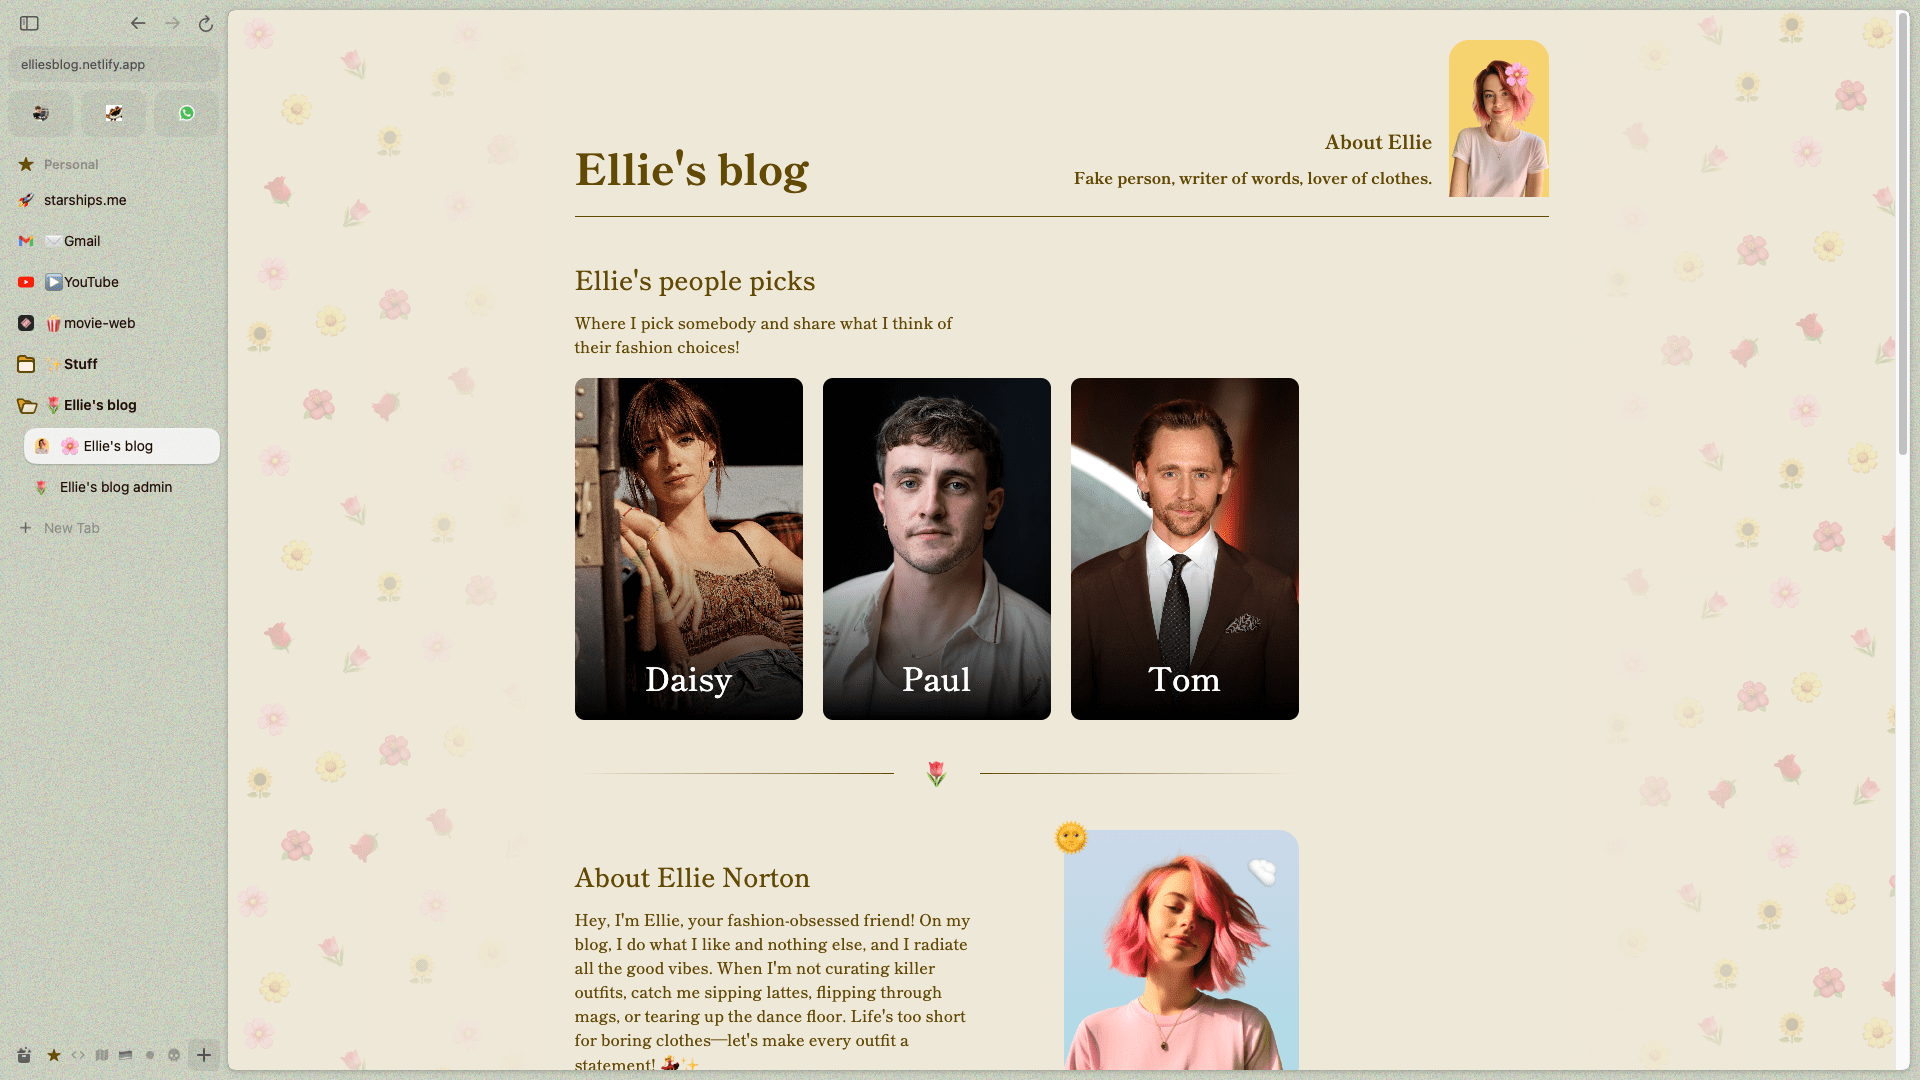 elliesblog.netlify.app
Personal
starships.me
Gmail
YouTube
movie-web
Stuff
Ellie's blog
Ellie's blog
Ellie's blog admin
New Tab
About Ellie
Ellie's blog
Fake person, writer of words, lover of clothes.
Ellie's people picks
Where I pick somebody and share what I think of
their fashion choices!
Daisy
Paul
Tom
About Ellie Norton
Hey, I'm Ellie, your fashion-obsessed friend! On my
blog, I do what I like and nothing else, and I radiate
all the good vibes. When I'm not curating killer
outfits, catch me sipping lattes, flipping through
mags, or tearing up the dance floor. Life's too short
for boring clothes—let's make every outfit a
statement! 💃✨